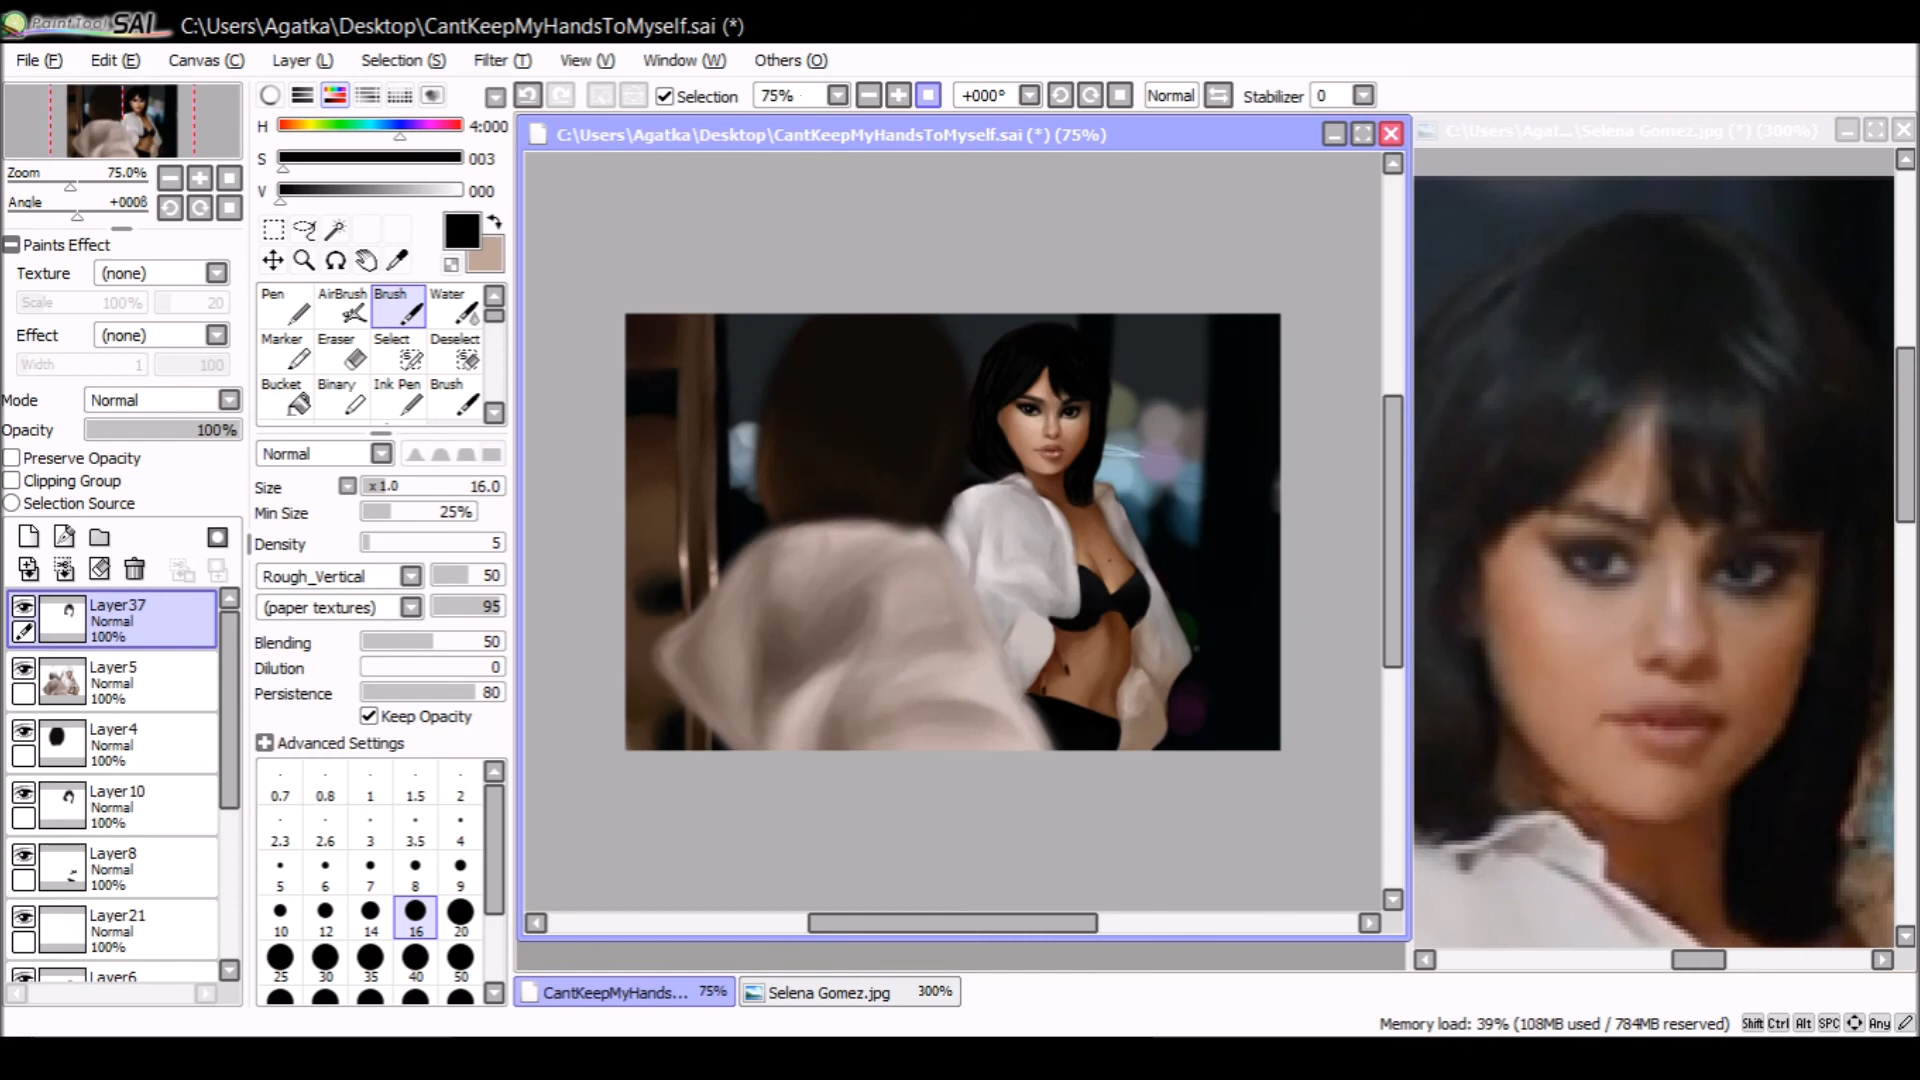 PaintTool SAI C:\Users\Agatka\Desktop\CantKeepMyHandsToMyself.sai (*)
File (F) Edit (E) Canvas (C) Layer (L) Selection (S) Filter (T) View (V) Window (W) Others (O)
Selection 75% +000° Normal Stabilizer 0
H 4:000
S 003
V 000
Zoom 75.0%
Angle +000ß
Paints Effect
Texture (none)
Scale 100% 20
Effect (none)
Width 1 100
Mode Normal
Opacity 100%
Preserve Opacity
Clipping Group
Selection Source
Layer37
Normal
100%
Layer5
Normal
100%
Layer4
Normal
100%
Layer10
Normal
100%
Layer8
Normal
100%
Layer21
Normal
100%
Layer6
Pen AirBrush Brush Water
Marker Eraser Select Deselect
Bucket Binary Ink Pen Brush
Normal
Size x1.0 16.0
Min Size 25%
Density 5
Rough_Vertical 50
(paper textures) 95
Blending 50
Dilution 0
Persistence 80
Keep Opacity
Advanced Settings
0.7 0.8 1 1.5 2
2.3 2.6 3 3.5 4
5 6 7 8 9
10 12 14 16 20
25 30 35 40 50
C:\Users\Agatka\Desktop\CantKeepMyHandsToMyself.sai (*) (75%)
C:\Users\Agat...\Selena Gomez.jpg (*) (300%)
CantKeepMyHands... 75% Selena Gomez.jpg 300%
Memory load: 39% (108MB used / 784MB reserved) Shift Ctrl Alt SPC Any